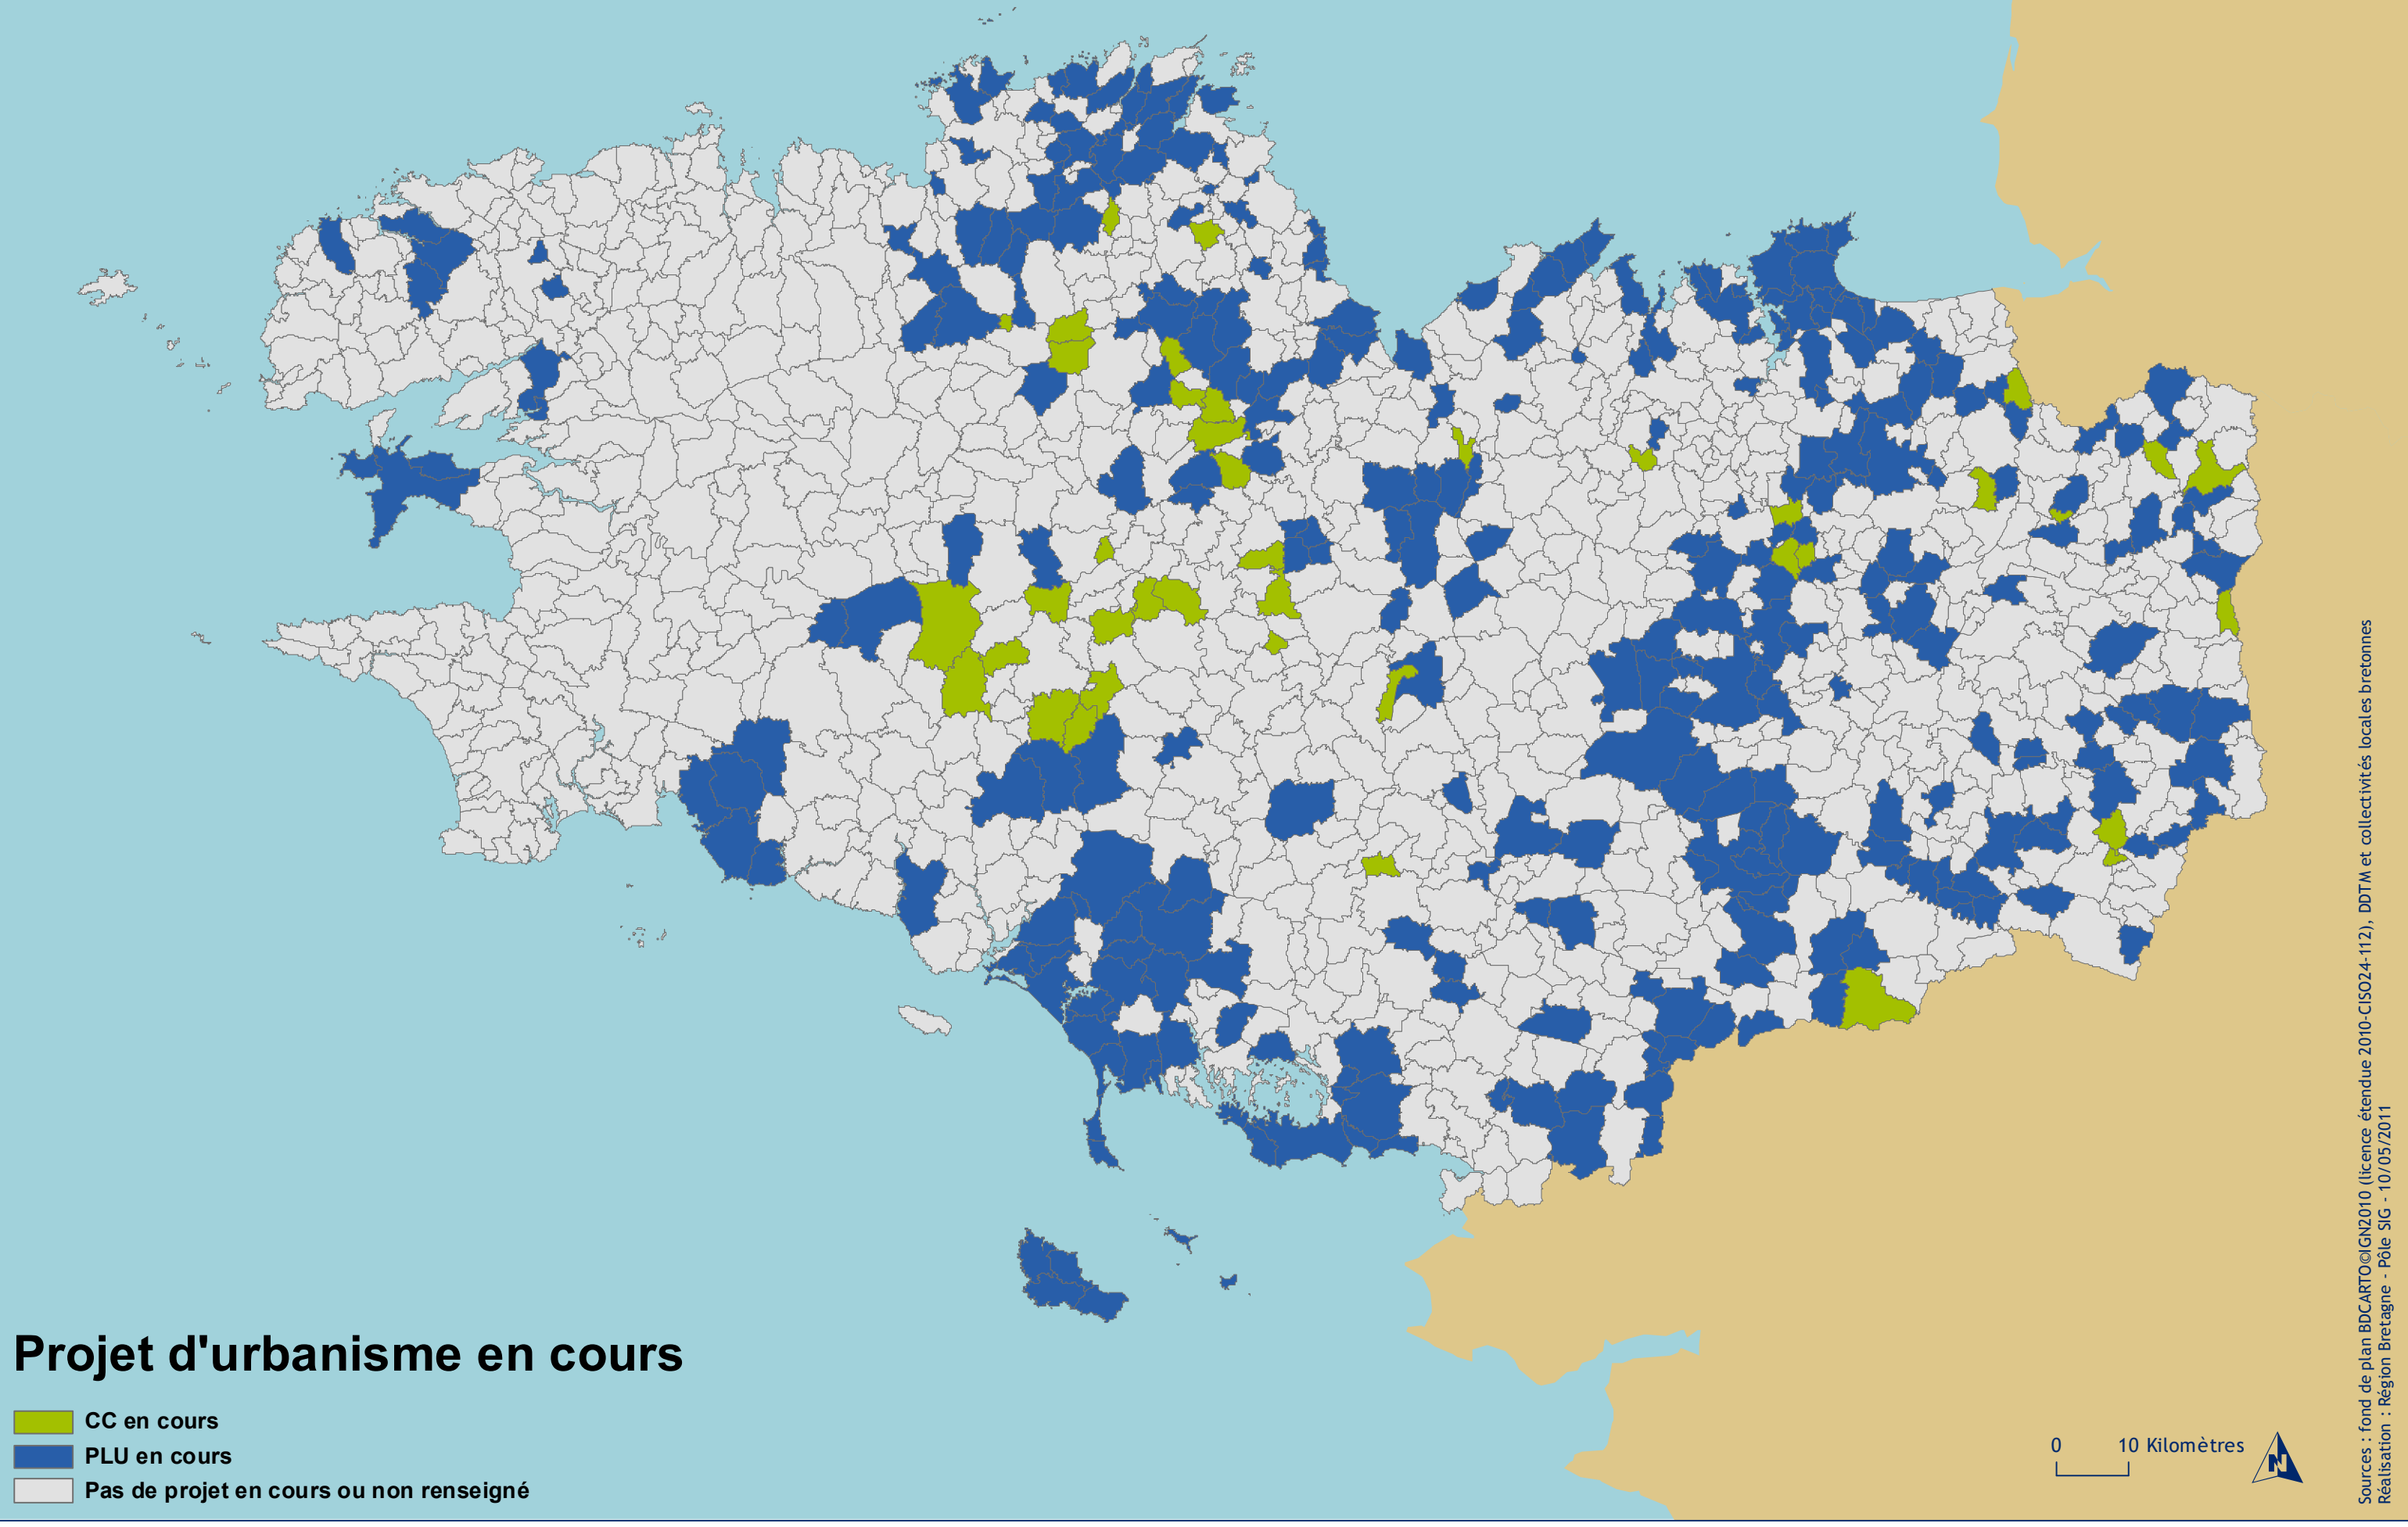 Projet d'urbanisme en cours
CC en cours
PLU en cours
Pas de projet en cours ou non renseigné
0 10 Kilomètres
N
Sources : fond de plan BDCARTO©IGN2010 (licence étendue 2010-CISO24-112), DDTM et collectivités locales bretonnes
Réalisation : Région Bretagne - Pôle SIG - 10/05/2011